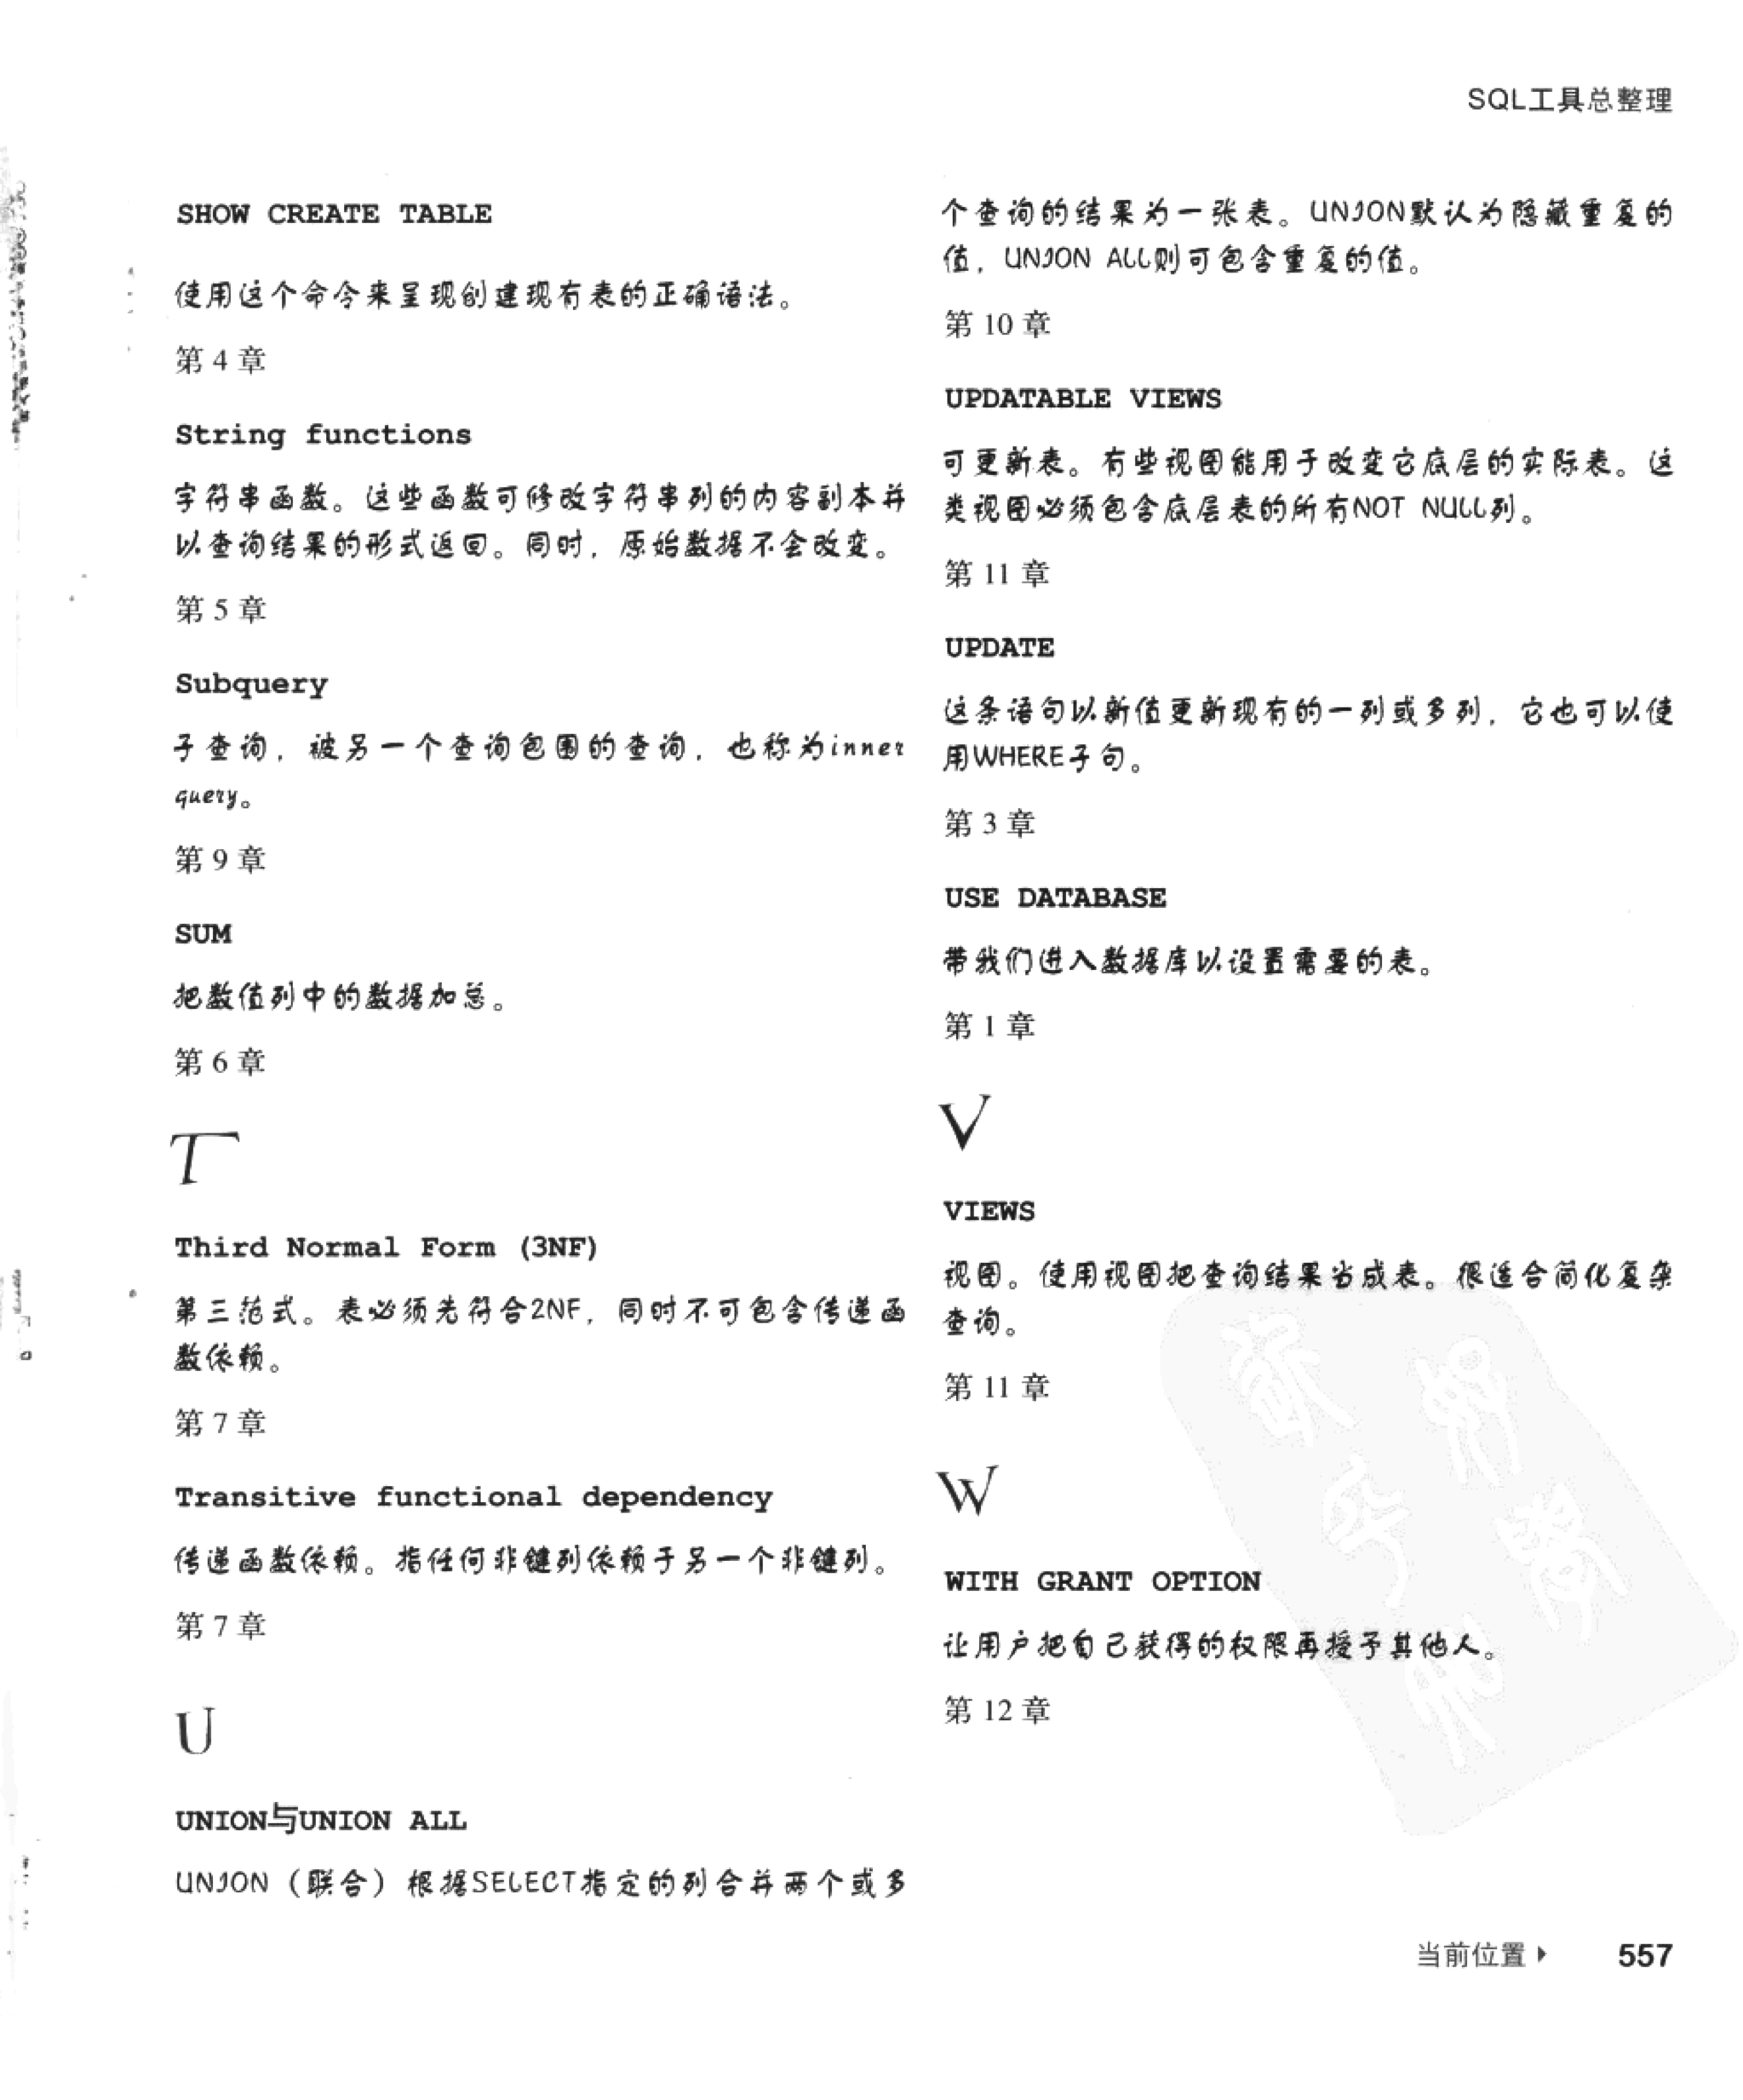 SQL工具总整理
SHOW CREATE TABLE
使用这个命令来呈现创建现有表的正确语法。
第 4 章
String functions
字符串函数。这些函数可修改字符串列的内容副本并
以查询结果的形式返回。同时，原始数据不会改变。
第 5 章
Subquery
子查询，被另一个查询包围的查询，也称为inner
query。
第 9 章
SUM
把数值列中的数据加总。
第 6 章
T
Third Normal Form (3NF)
第三范式。表必须先符合2NF，同时不可包含传递函
数依赖。
第 7 章
Transitive functional dependency
传递函数依赖。指任何非键列依赖于另一个非键列。
第 7 章
U
UNION与UNION ALL
UNION（联合）根据SELECT指定的列合并两个或多
个查询的结果为一张表。UNION默认为隐藏重复的
值，UNION ALL则可包含重复的值。
第 10 章
UPDATABLE VIEWS
可更新表。有些视图能用于改变它底层的实际表。这
类视图必须包含底层表的所有NOT NULL列。
第 11 章
UPDATE
这条语句以新值更新现有的一列或多列，它也可以使
用WHERE子句。
第 3 章
USE DATABASE
带我们进入数据库以设置需要的表。
第 1 章
V
VIEWS
视图。使用视图把查询结果当成表。很适合简化复杂
查询。
第 11 章
W
WITH GRANT OPTION
让用户把自己获得的权限再授予其他人。
第 12 章
当前位置 ▸ 557